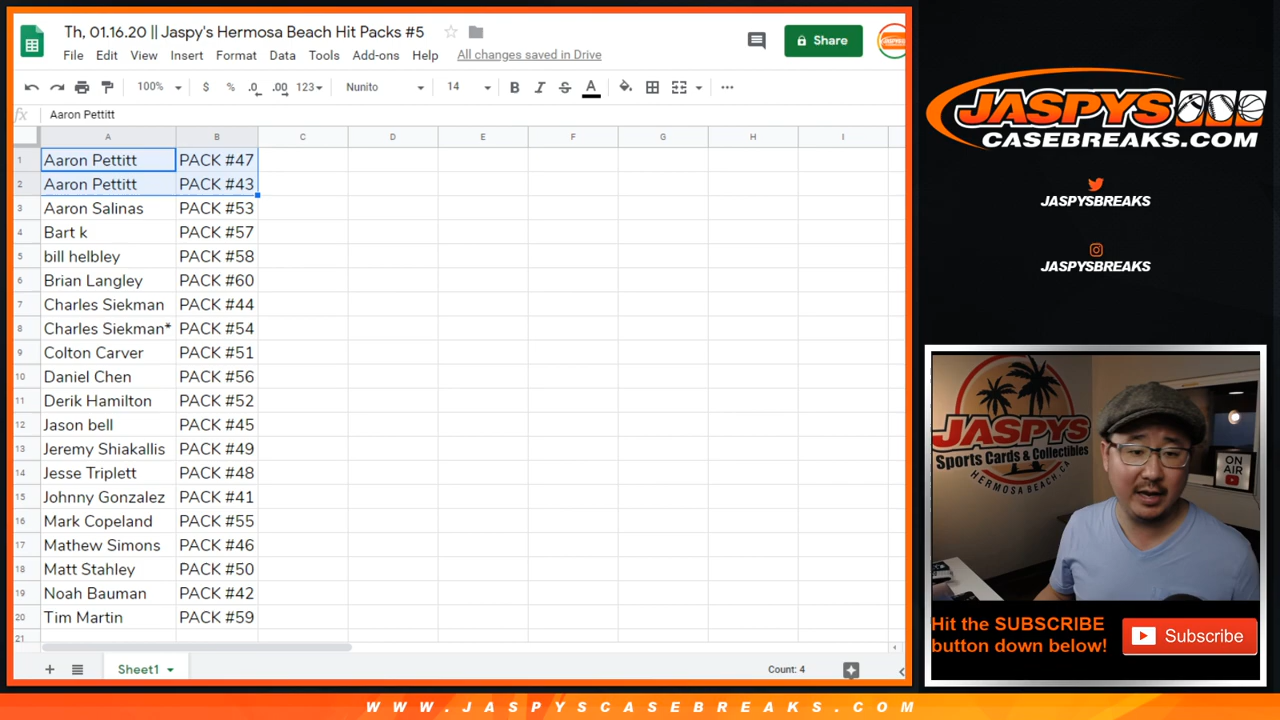 Th, 01.16.20 || Jaspy's Hermosa Beach Hit Packs #5
File Edit View Insert Format Data Tools Add-ons Help All changes saved in Drive
Share
100% $ % .0 .00 123 Nunito 14 B I S A
fx Aaron Pettitt
A B C D E F G H I
1 Aaron Pettitt PACK #47
2 Aaron Pettitt PACK #43
3 Aaron Salinas PACK #53
4 Bart k PACK #57
5 bill helbley PACK #58
6 Brian Langley PACK #60
7 Charles Siekman PACK #44
8 Charles Siekman* PACK #54
9 Colton Carver PACK #51
10 Daniel Chen PACK #56
11 Derik Hamilton PACK #52
12 Jason bell PACK #45
13 Jeremy Shiakallis PACK #49
14 Jesse Triplett PACK #48
15 Johnny Gonzalez PACK #41
16 Mark Copeland PACK #55
17 Mathew Simons PACK #46
18 Matt Stahley PACK #50
19 Noah Bauman PACK #42
20 Tim Martin PACK #59
21
Sheet1
Count: 4
JASPYS
CASEBREAKS.COM
JASPYSBREAKS
JASPYSBREAKS
JASPYS
Sports Cards & Collectibles
HERMOSA BEACH, CA
ON
AIR
Hit the SUBSCRIBE
button down below!
Subscribe
WWW.JASPYSCASEBREAKS.COM